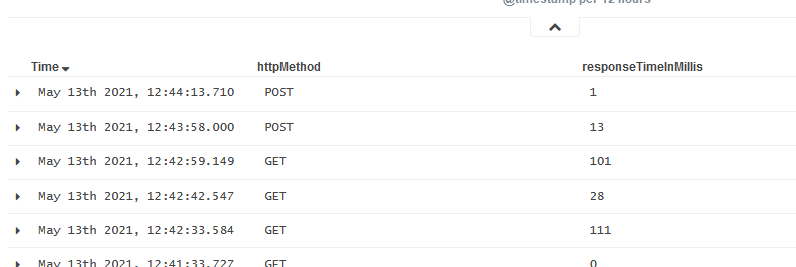 @timestamp per 12 hours
Time httpMethod responseTimeInMillis
May 13th 2021, 12:44:13.710 POST 1
May 13th 2021, 12:43:58.000 POST 13
May 13th 2021, 12:42:59.149 GET 101
May 13th 2021, 12:42:42.547 GET 28
May 13th 2021, 12:42:33.584 GET 111
May 13th 2021, 12:41:33.727 GET 0